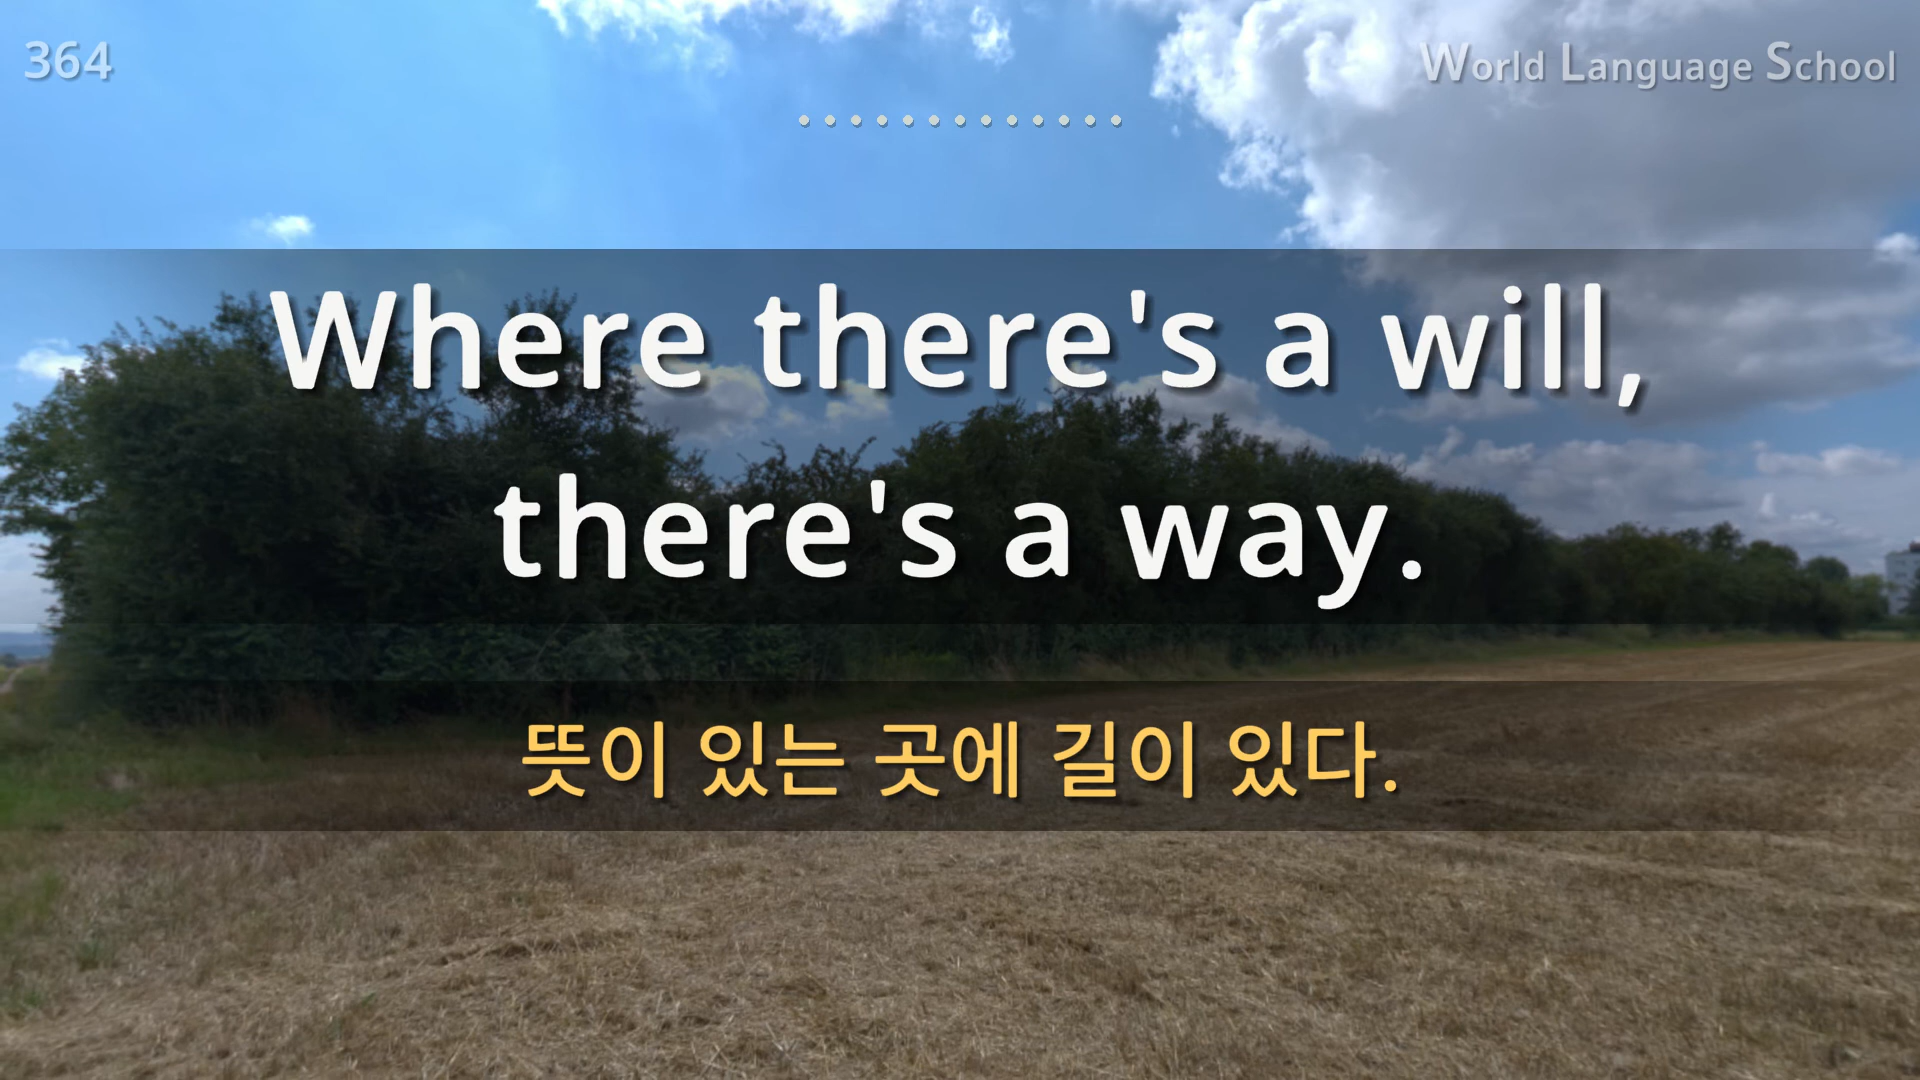 364
World Language School
Where there's a will,
there's a way.
뜻이 있는 곳에 길이 있다.